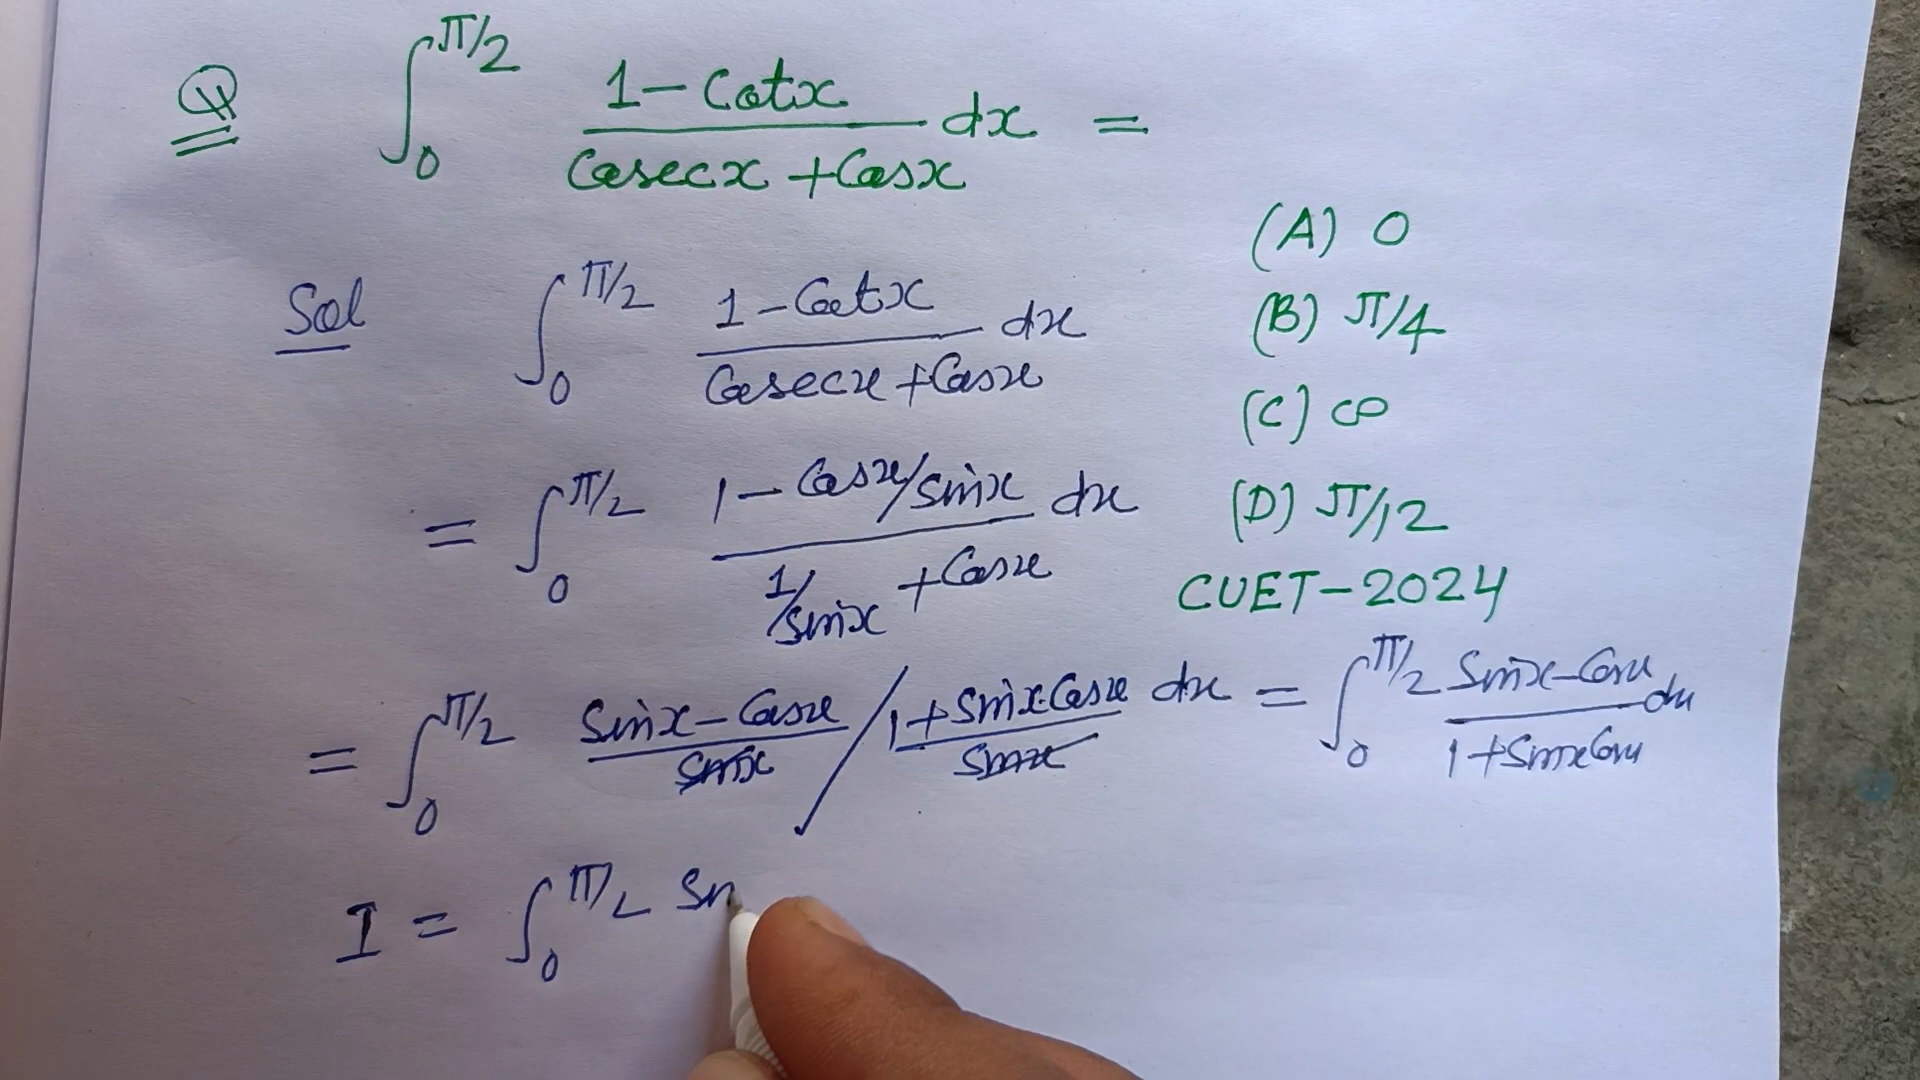 Q ∫₀^π/2 (1-Cotx)/(Cosecx+Cosx) dx =
(A) 0
(B) π/4
(C) ∞
(D) π/12
CUET-2024
Sol ∫₀^π/2 (1-Cotx)/(Cosecx+Cosx) dx
= ∫₀^π/2 (1-Cosx/sinx)/(1/sinx+Cosx) dx
= ∫₀^π/2 (Sinx-Cosx)/sinx / (1+Sinx.Cosx)/Sinx dx = ∫₀^π/2 (Sinx-Cosx)/(1+SinxCosx) dx
I = ∫₀^π/2 Sin